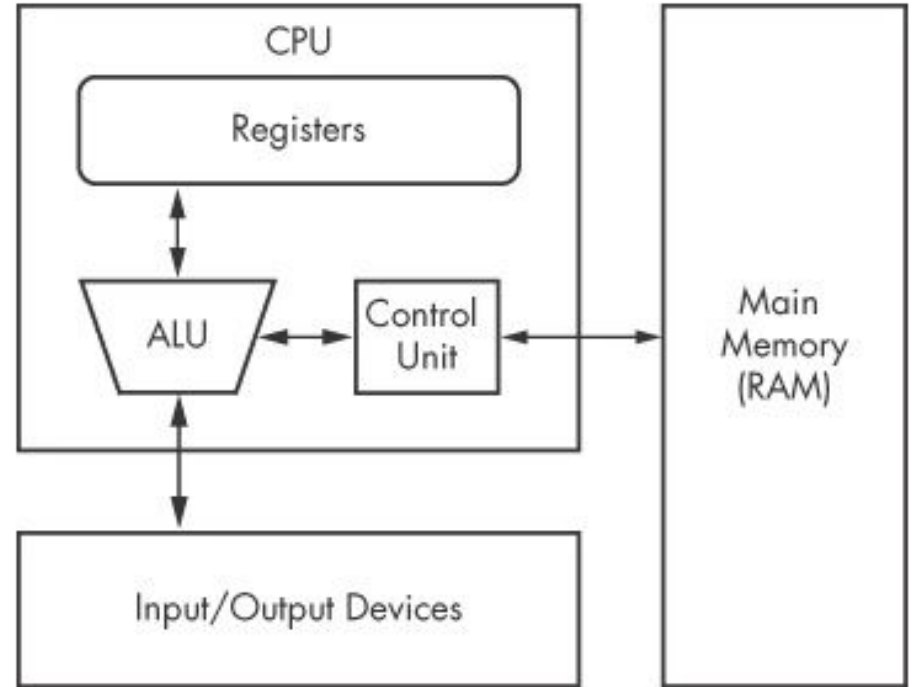 CPU
Registers
ALU
Control
Unit
Main
Memory
(RAM)
Input/Output Devices